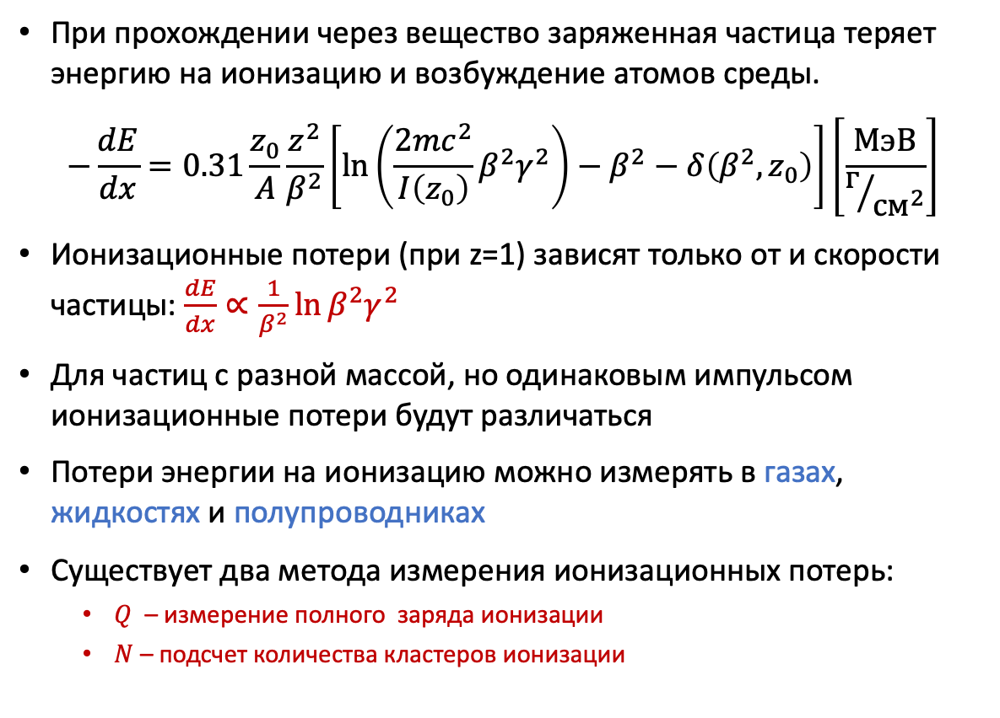 • При прохождении через вещество заряженная частица теряет
энергию на ионизацию и возбуждение атомов среды.
$-\frac{dE}{dx} = 0.31 \frac{z_0}{A} \frac{z^2}{\beta^2} \left[ \ln \left( \frac{2mc^2}{I(z_0)} \beta^2 \gamma^2 \right) - \beta^2 - \delta(\beta^2, z_0) \right] \left[ \frac{МэВ}{г/см^2} \right]$
• Ионизационные потери (при z=1) зависят только от и скорости
частицы: $\frac{dE}{dx} \propto \frac{1}{\beta^2} \ln \beta^2 \gamma^2$
• Для частиц с разной массой, но одинаковым импульсом
ионизационные потери будут различаться
• Потери энергии на ионизацию можно измерять в газах,
жидкостях и полупроводниках
• Существует два метода измерения ионизационных потерь:
• Q – измерение полного заряда ионизации
• N – подсчет количества кластеров ионизации